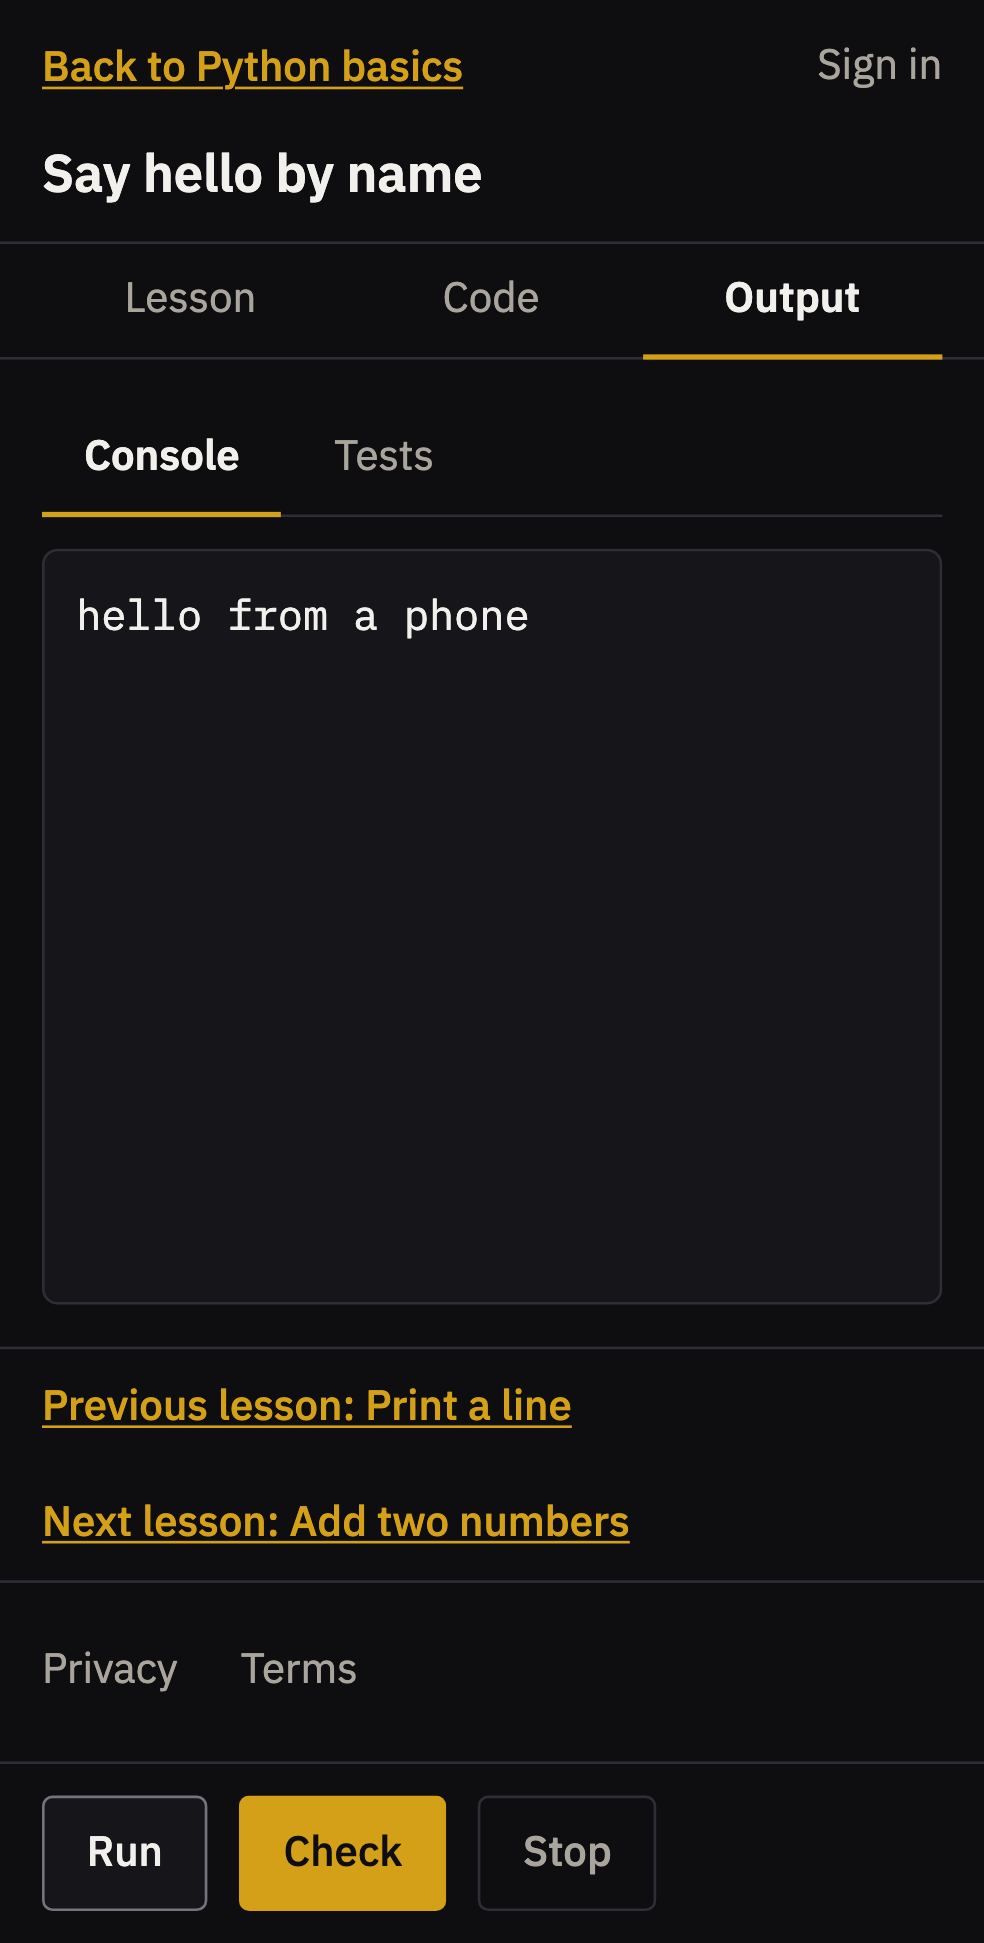 Back to Python basics
Sign in
Say hello by name
Lesson Code Output
Console Tests
hello from a phone
Previous lesson: Print a line
Next lesson: Add two numbers
Privacy Terms
Run Check Stop